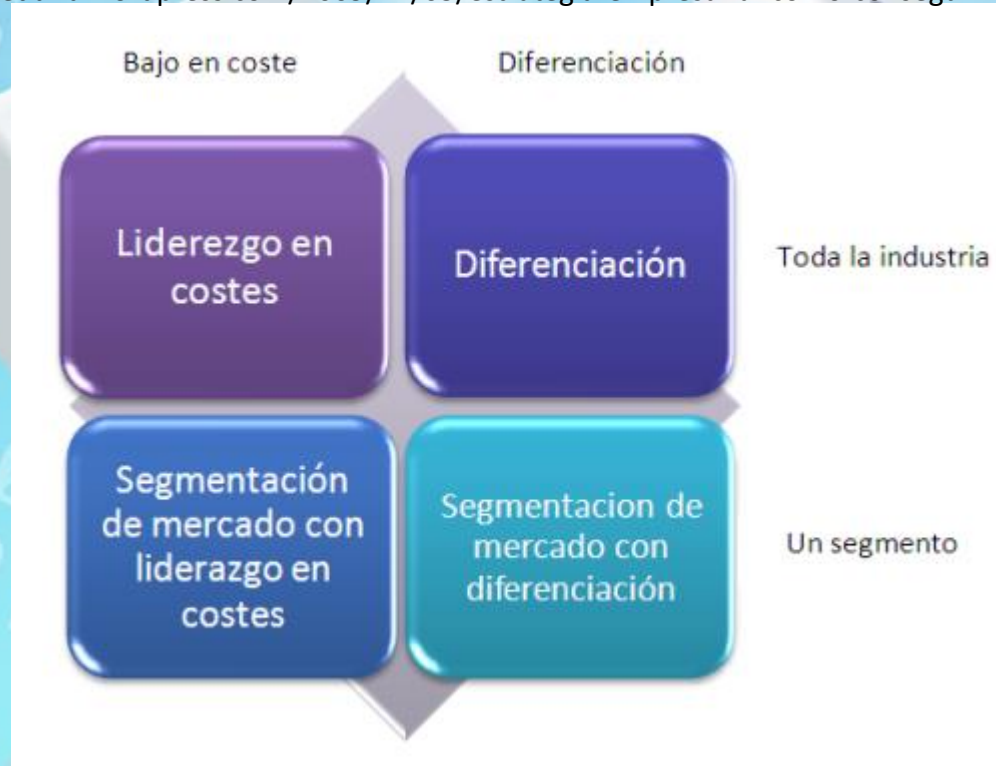 Bajo en coste
Diferenciación
Liderezgo en
costes
Diferenciación
Toda la industria
Segmentación
de mercado con
liderazgo en
costes
Segmentacion de
mercado con
diferenciación
Un segmento